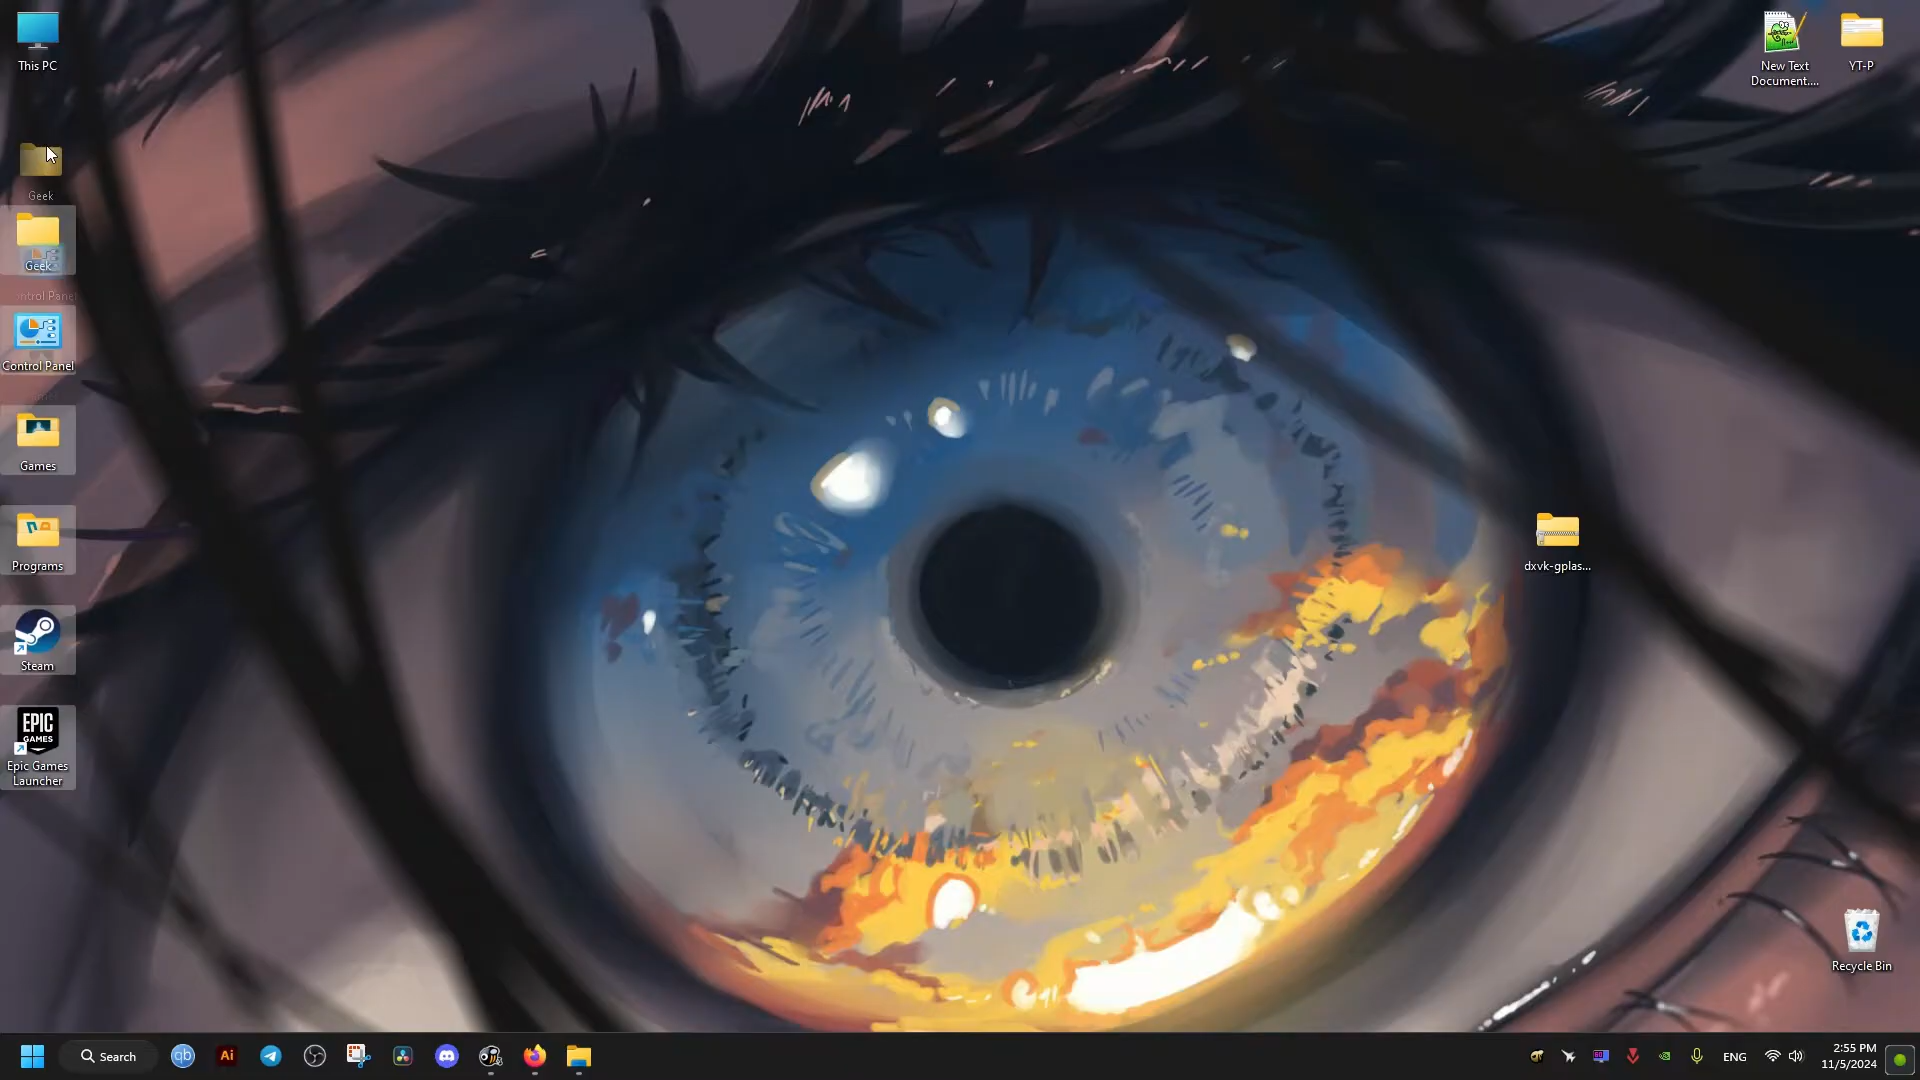 This PC
Geek
Geek
Control Panel
Games
Programs
Steam
EPIC
GAMES
Epic Games
Launcher
New Text
Document....
YT-P
dxvk-gplas...
Recycle Bin
qb
Ai
Search
ENG
2:55 PM
11/5/2024